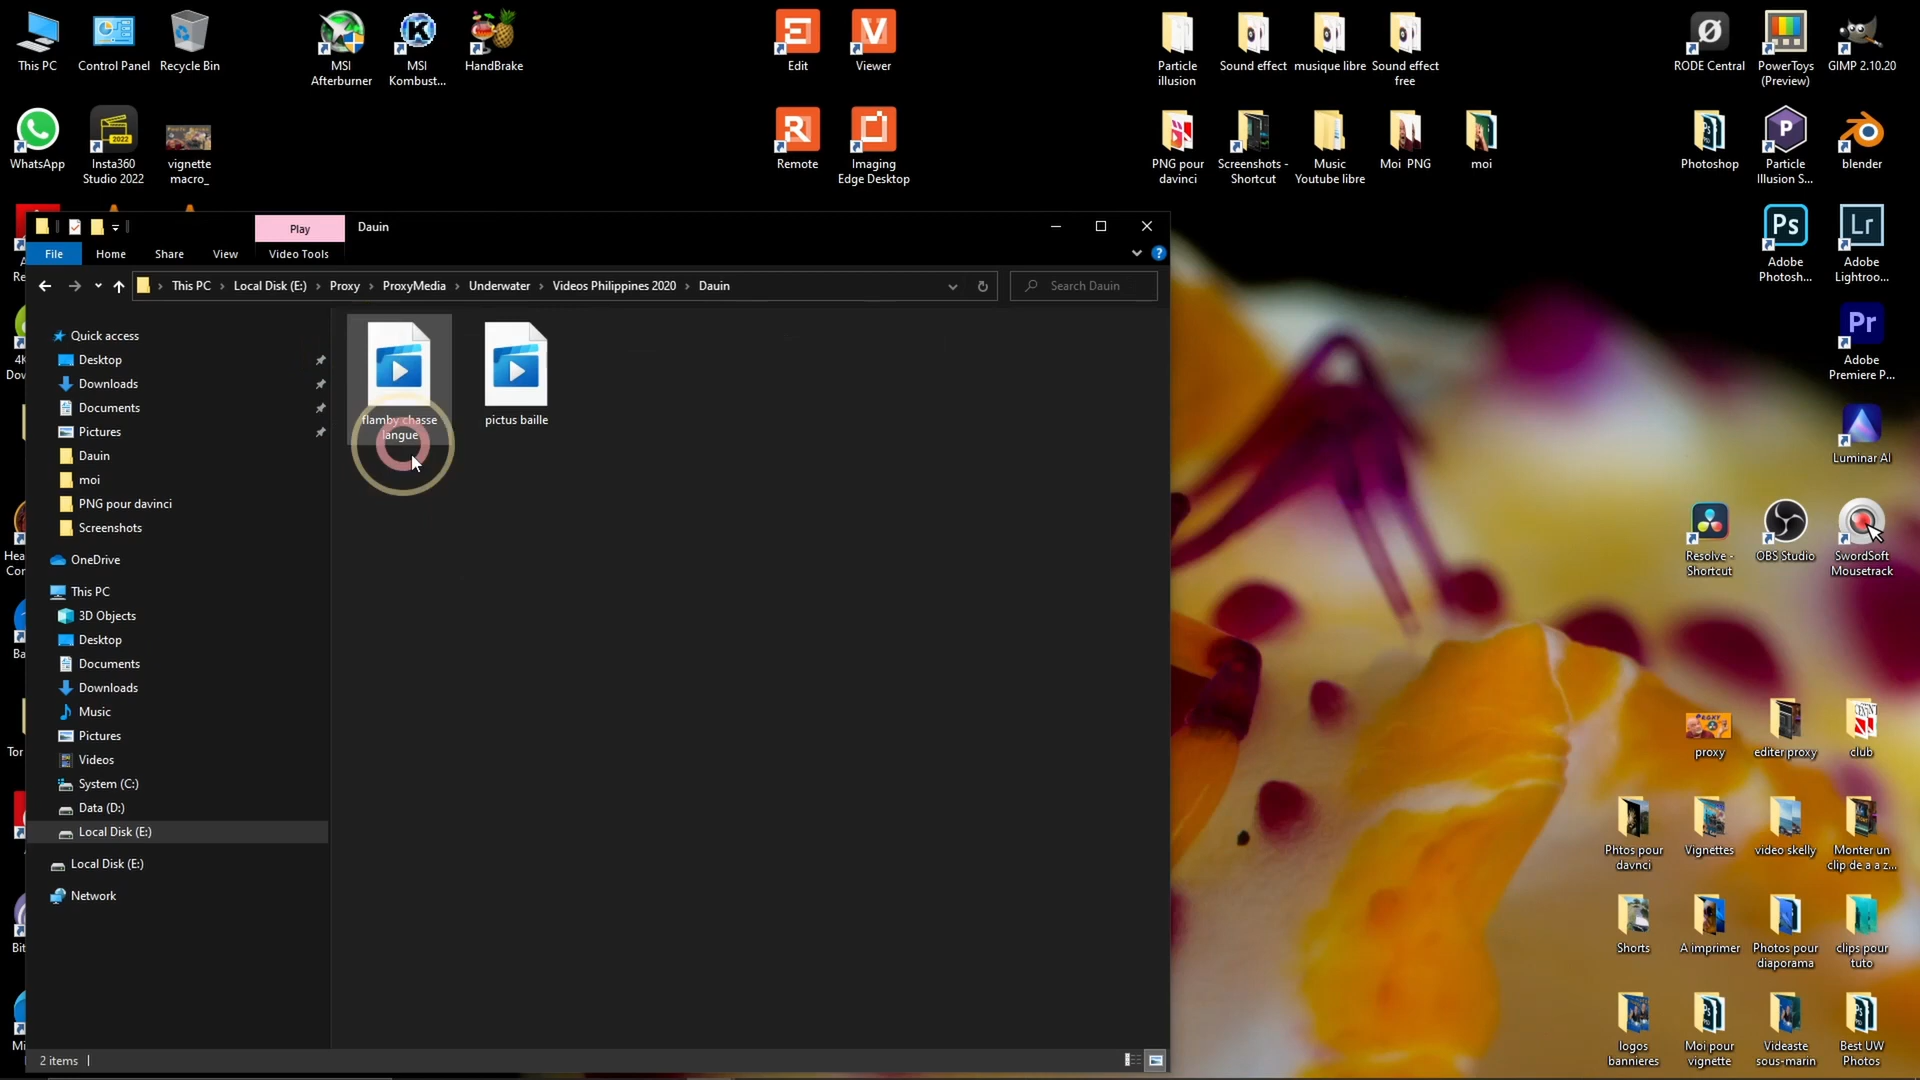 This PC
Control Panel
Recycle Bin
MSI
Afterburner
MSI
Kombust...
HandBrake
Edit
Viewer
Particle
illusion
Sound effect
musique libre
Sound effect
free
RODE Central
PowerToys
(Preview)
GIMP 2.10.20
WhatsApp
Insta360
Studio 2022
vignette
macro_
Remote
Imaging
Edge Desktop
PNG pour
davinci
Screenshots -
Shortcut
Music
Youtube libre
Moi PNG
moi
Photoshop
Particle
Illusion S...
blender
Adobe
Photosh...
Adobe
Lightroo...
Adobe
Premiere P...
Luminar AI
Resolve -
Shortcut
OBS Studio
SwordSoft
Mousetrack
proxy
editer proxy
club
Phtos pour
davnci
Vignettes
video skelly
Monter un
clip de a a z...
Shorts
A imprimer
Photos pour
diaporama
clips pour
tuto
logos
bannieres
Moi pour
vignette
Videaste
sous-marin
Best UW
Photos
Play
Dauin
File
Home
Share
View
Video Tools
This PC
Local Disk (E:)
Proxy
ProxyMedia
Underwater
Videos Philippines 2020
Dauin
Search Dauin
Quick access
Desktop
Downloads
Documents
Pictures
Dauin
moi
PNG pour davinci
Screenshots
OneDrive
This PC
3D Objects
Desktop
Documents
Downloads
Music
Pictures
Videos
System (C:)
Data (D:)
Local Disk (E:)
Local Disk (E:)
Network
flamby chasse
langue
pictus baille
2 items